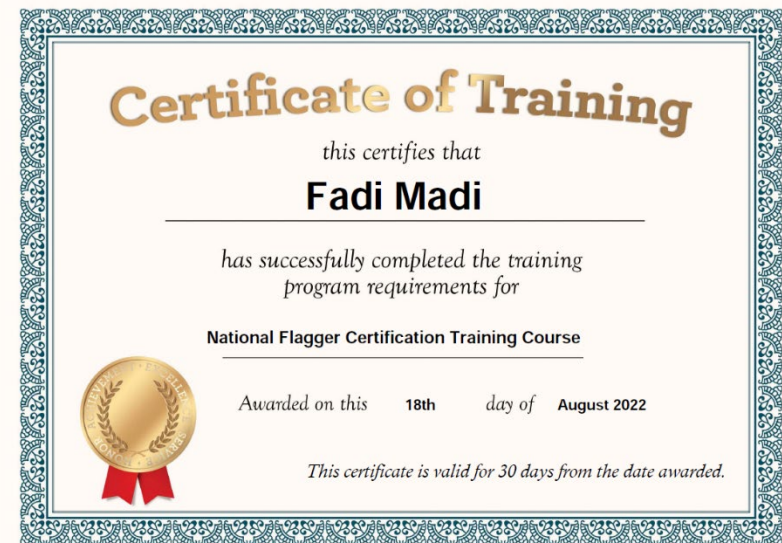 Certificate of Training
this certifies that
Fadi Madi
has successfully completed the training
program requirements for
National Flagger Certification Training Course
Awarded on this 18th day of August 2022
This certificate is valid for 30 days from the date awarded.